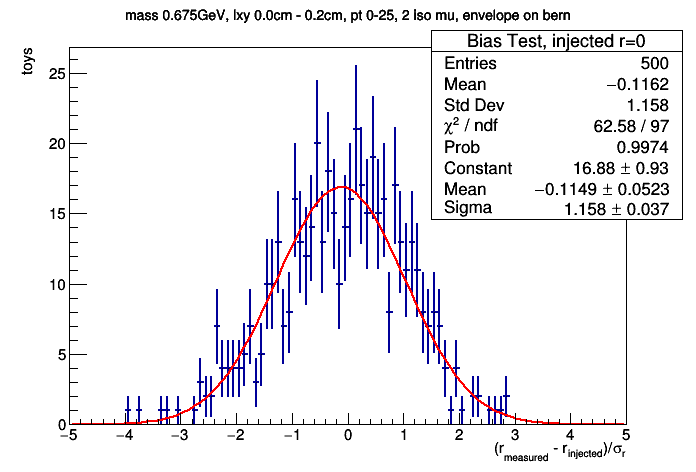 mass 0.675GeV, lxy 0.0cm - 0.2cm, pt 0-25, 2 iso mu, envelope on bern
Bias Test, injected r=0
Entries 500
Mean −0.1162
Std Dev 1.158
χ² / ndf 62.58 / 97
Prob 0.9974
Constant 16.88 ± 0.93
Mean −0.1149 ± 0.0523
Sigma 1.158 ± 0.037
toys
25
20
15
10
5
0
−5 −4 −3 −2 −1 0 1 2 3 4 5
(r_measured - r_injected)/σ_r